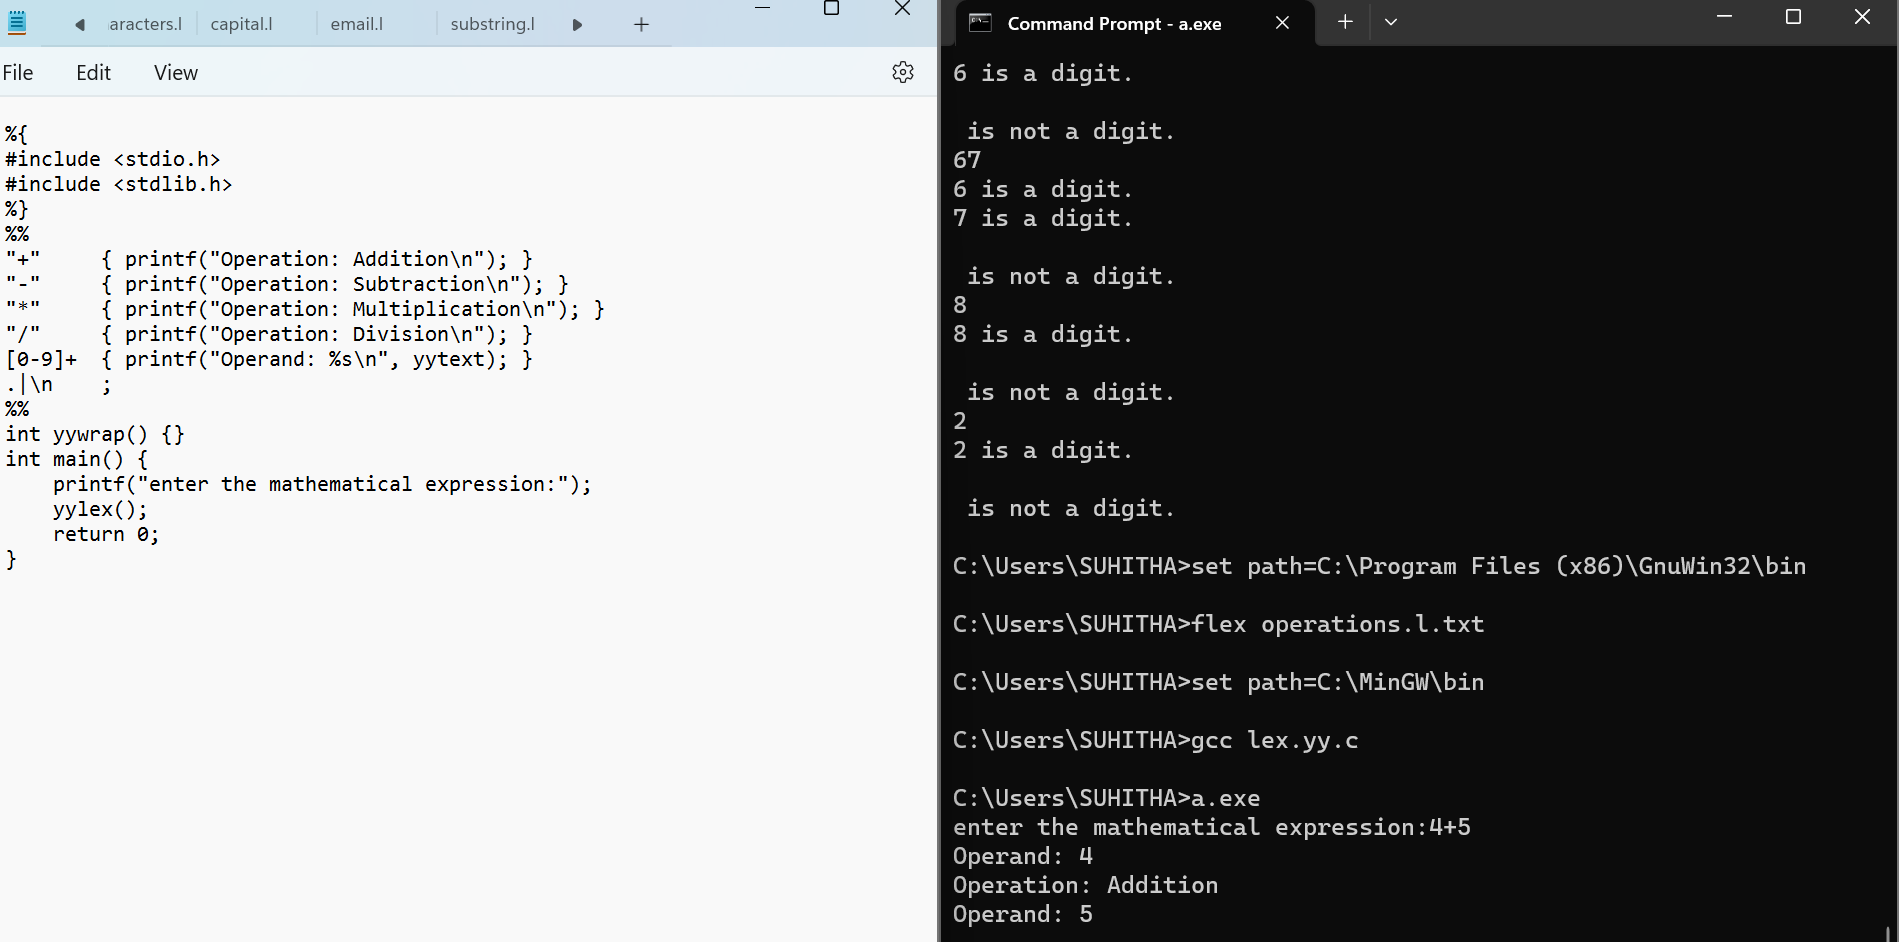 aracters.l capital.l email.l substring.l
File Edit View
%{
#include <stdio.h>
#include <stdlib.h>
%}
%%
"+"     { printf("Operation: Addition\n"); }
"-"     { printf("Operation: Subtraction\n"); }
"*"     { printf("Operation: Multiplication\n"); }
"/"     { printf("Operation: Division\n"); }
[0-9]+  { printf("Operand: %s\n", yytext); }
.|\n    ;
%%
int yywrap() {}
int main() {
    printf("enter the mathematical expression:");
    yylex();
    return 0;
}
Command Prompt - a.exe
6 is a digit.
 is not a digit.
67
6 is a digit.
7 is a digit.
 is not a digit.
8
8 is a digit.
 is not a digit.
2
2 is a digit.
 is not a digit.
C:\Users\SUHITHA>set path=C:\Program Files (x86)\GnuWin32\bin
C:\Users\SUHITHA>flex operations.l.txt
C:\Users\SUHITHA>set path=C:\MinGW\bin
C:\Users\SUHITHA>gcc lex.yy.c
C:\Users\SUHITHA>a.exe
enter the mathematical expression:4+5
Operand: 4
Operation: Addition
Operand: 5